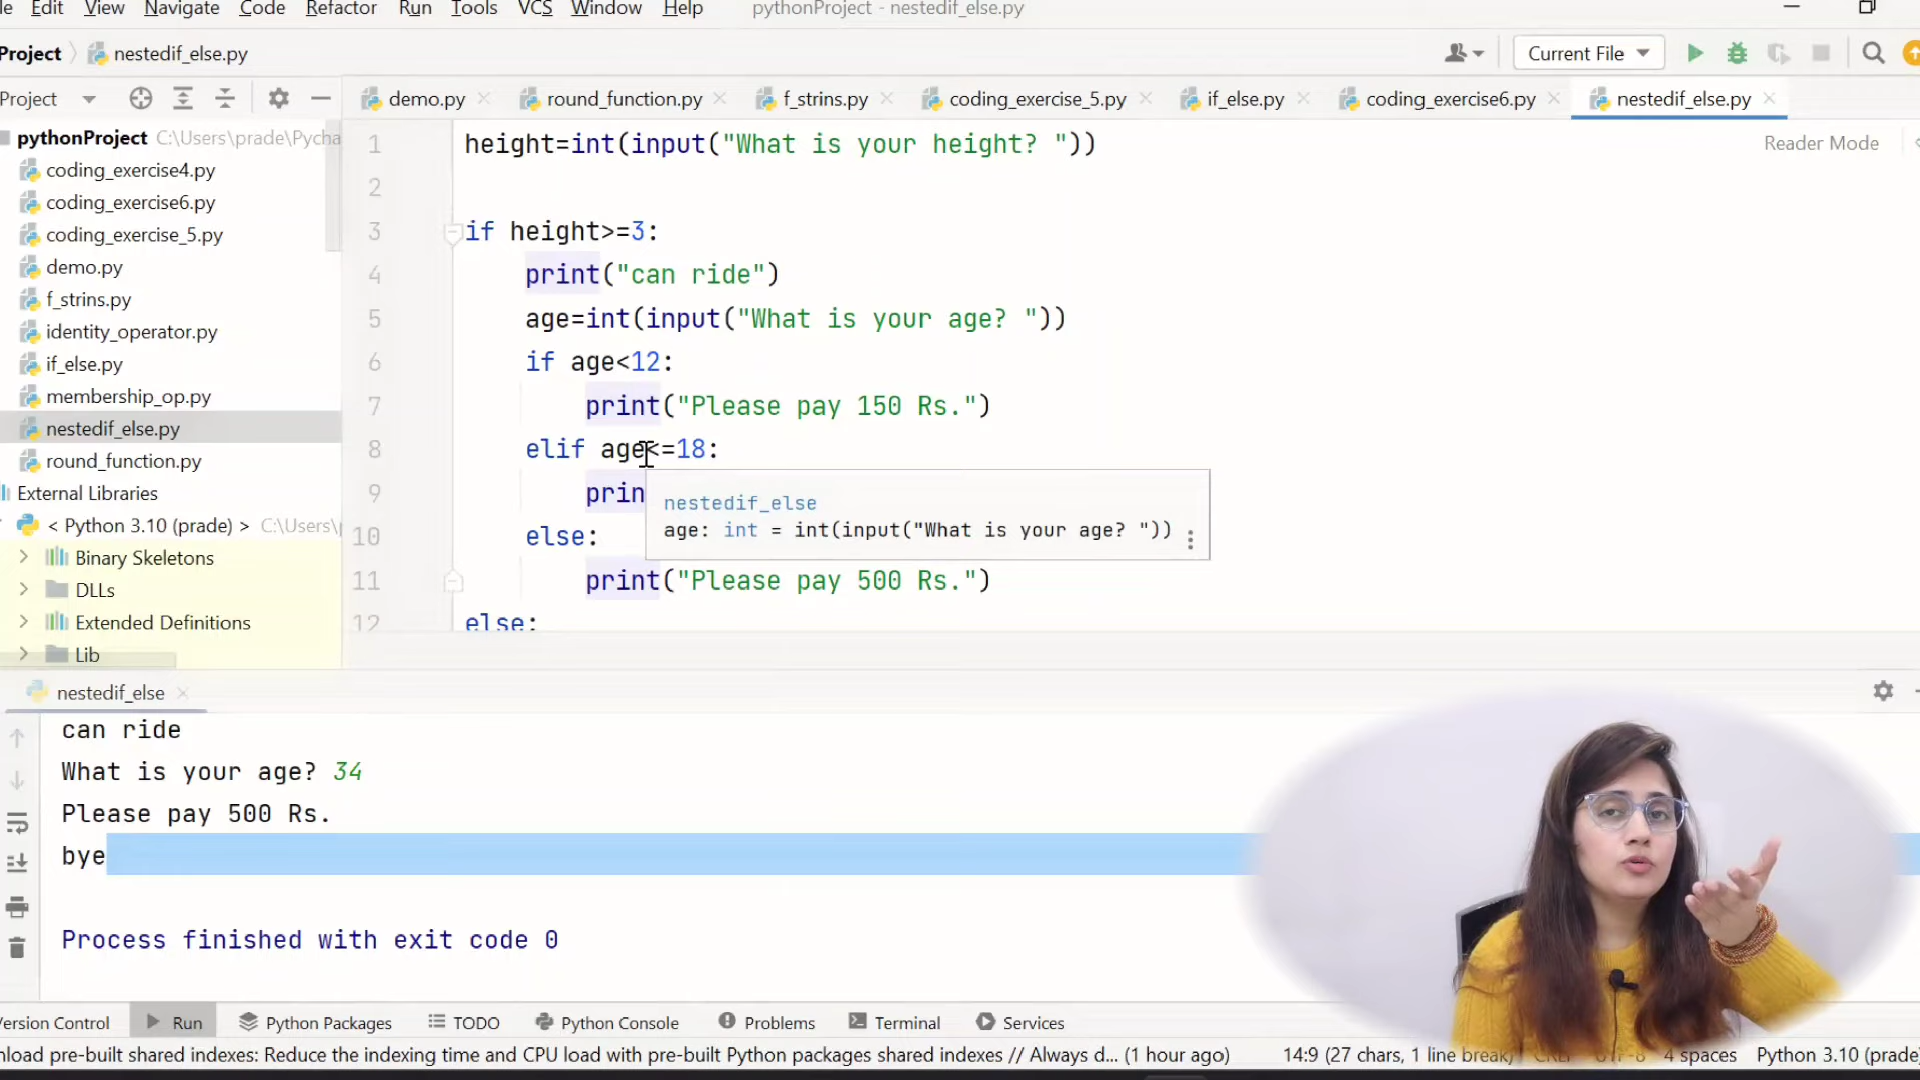 le Edit View Navigate Code Refactor Run Tools VCS Window Help pythonProject - nestedif_else.py
Project nestedif_else.py Current File
Project demo.py round_function.py f_strins.py coding_exercise_5.py if_else.py coding_exercise6.py nestedif_else.py
pythonProject C:\Users\prade\Pycha
coding_exercise4.py
coding_exercise6.py
coding_exercise_5.py
demo.py
f_strins.py
identity_operator.py
if_else.py
membership_op.py
nestedif_else.py
round_function.py
External Libraries
< Python 3.10 (prade) > C:\Users\
Binary Skeletons
DLLs
Extended Definitions
Lib
Reader Mode
1 height=int(input("What is your height? "))
2
3 if height>=3:
4 print("can ride")
5 age=int(input("What is your age? "))
6 if age<12:
7 print("Please pay 150 Rs.")
8 elif age<=18:
9 prin
10 else:
11 print("Please pay 500 Rs.")
12 else:
nestedif_else
age: int = int(input("What is your age? "))
nestedif_else
can ride
What is your age? 34
Please pay 500 Rs.
bye
Process finished with exit code 0
ersion Control Run Python Packages TODO Python Console Problems Terminal Services
nload pre-built shared indexes: Reduce the indexing time and CPU load with pre-built Python packages shared indexes // Always d... (1 hour ago) 14:9 (27 chars, 1 line break) CRLF UTF-8 4 spaces Python 3.10 (prade